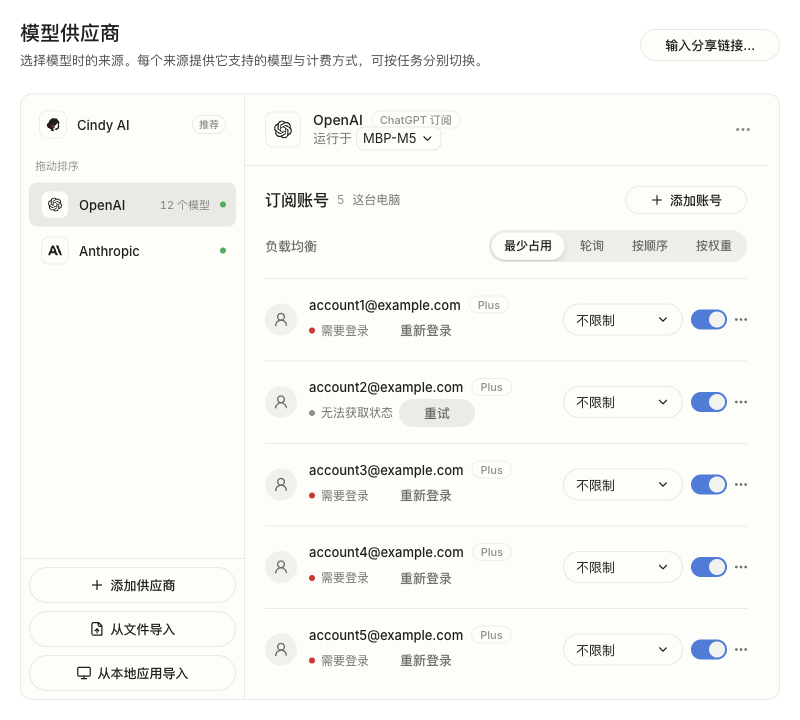 模型供应商
选择模型时的来源。每个来源提供它支持的模型与计费方式，可按任务分别切换。
输入分享链接...
Cindy AI 推荐
拖动排序
OpenAI 12 个模型
Anthropic
添加供应商
从文件导入
从本地应用导入
OpenAI ChatGPT 订阅
运行于 MBP-M5
订阅账号 5 这台电脑 添加账号
负载均衡 最少占用 轮询 按顺序 按权重
account1@example.com Plus
需要登录 重新登录 不限制
account2@example.com Plus
无法获取状态 重试 不限制
account3@example.com Plus
需要登录 重新登录 不限制
account4@example.com Plus
需要登录 重新登录 不限制
account5@example.com Plus
需要登录 重新登录 不限制